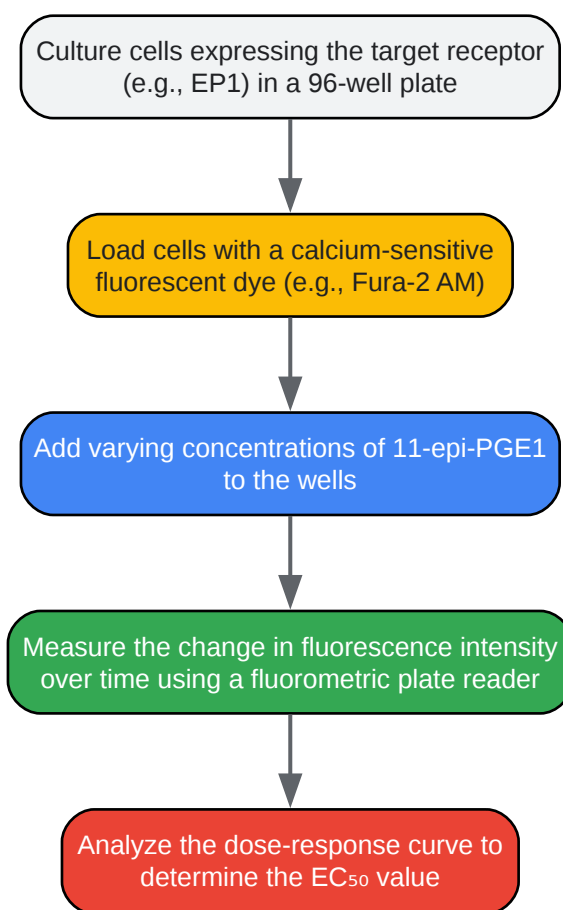 Culture cells expressing the target receptor
(e.g., EP1) in a 96-well plate
Load cells with a calcium-sensitive
fluorescent dye (e.g., Fura-2 AM)
Add varying concentrations of 11-epi-PGE1
to the wells
Measure the change in fluorescence intensity
over time using a fluorometric plate reader
Analyze the dose-response curve to
determine the EC₅₀ value